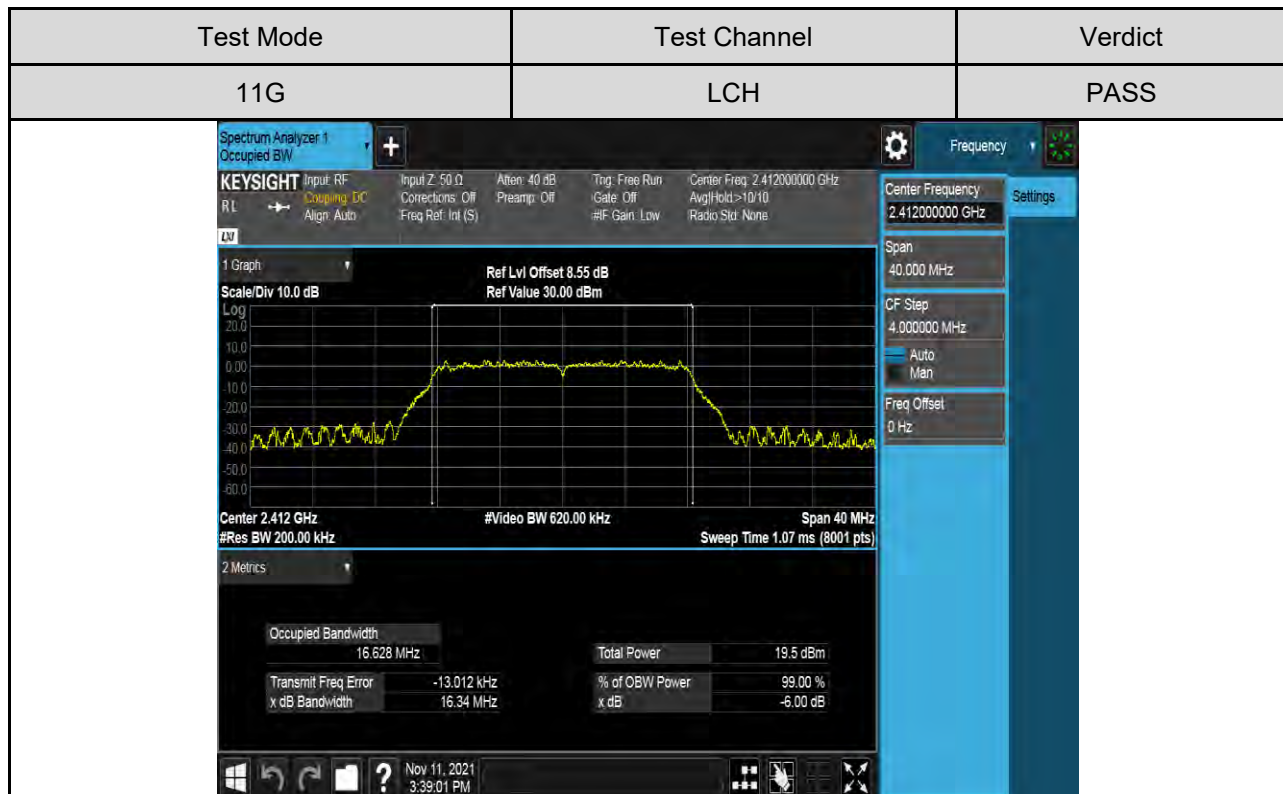 Test Mode Test Channel Verdict
11G LCH PASS
Spectrum Analyzer 1
Occupied BW
+
Frequency
KEYSIGHT Input: RF Input Z: 50 Ω Atten: 40 dB Trig: Free Run Center Freq: 2.412000000 GHz
RL Coupling: DC Corrections: Off Preamp: Off Gate: Off Avg|Hold:>10/10
Align: Auto Freq Ref: Int (S) #IF Gain: Low Radio Std: None
LXI
Center Frequency
2.412000000 GHz
Settings
Span
40.000 MHz
CF Step
4.000000 MHz
Auto
Man
Freq Offset
0 Hz
1 Graph
Ref Lvl Offset 8.55 dB
Scale/Div 10.0 dB Ref Value 30.00 dBm
Log
20.0
10.0
0.00
-10.0
-20.0
-30.0
-40.0
-50.0
-60.0
Center 2.412 GHz #Video BW 620.00 kHz Span 40 MHz
#Res BW 200.00 kHz Sweep Time 1.07 ms (8001 pts)
2 Metrics
Occupied Bandwidth
16.628 MHz Total Power 19.5 dBm
Transmit Freq Error -13.012 kHz % of OBW Power 99.00 %
x dB Bandwidth 16.34 MHz x dB -6.00 dB
? Nov 11, 2021
3:39:01 PM